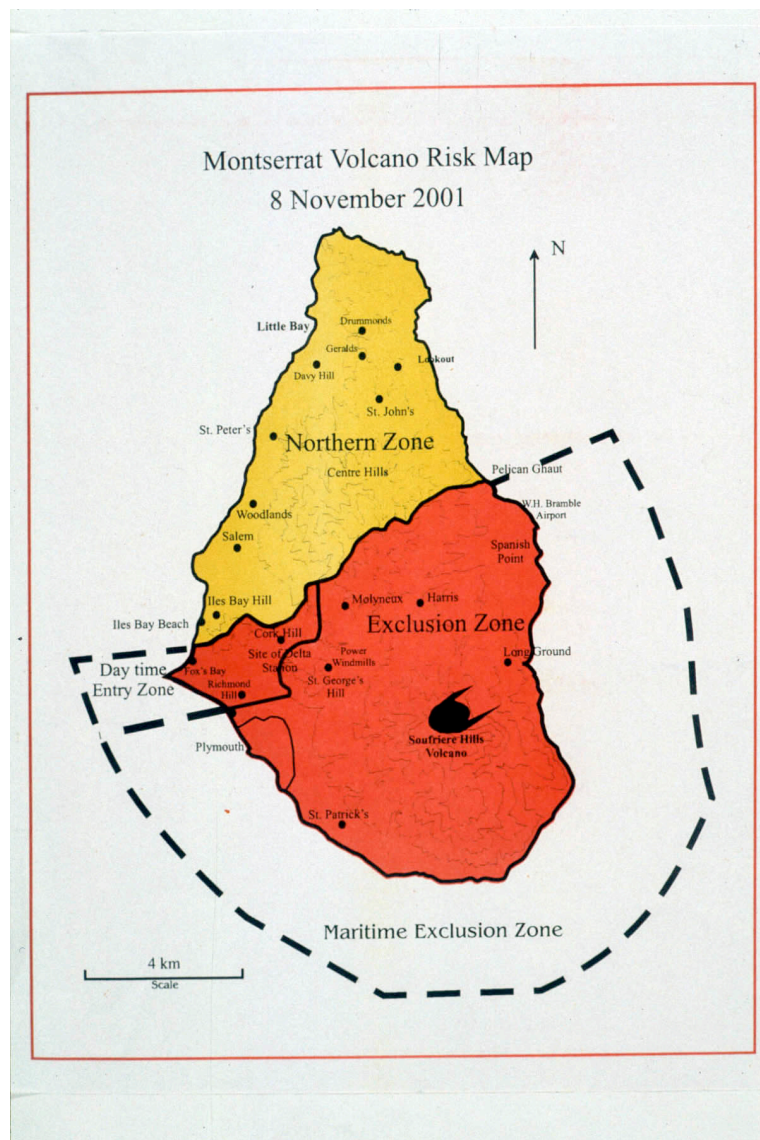 Montserrat Volcano Risk Map
8 November 2001
N
Little Bay
Drummonds
Geralds
Lookout
Davy Hill
St. John's
St. Peter's
Northern Zone
Centre Hills
Pelican Ghaut
W.H. Bramble
Airport
Woodlands
Salem
Spanish
Point
Iles Bay Hill
Molyneux
Harris
Iles Bay Beach
Exclusion Zone
Cork Hill
Site of Delta
Station
Power
Windmills
Long Ground
Day time
Entry Zone
Fox's Bay
Richmond
Hill
St. George's
Hill
Plymouth
Soufriere Hills
Volcano
St. Patrick's
Maritime Exclusion Zone
4 km
Scale